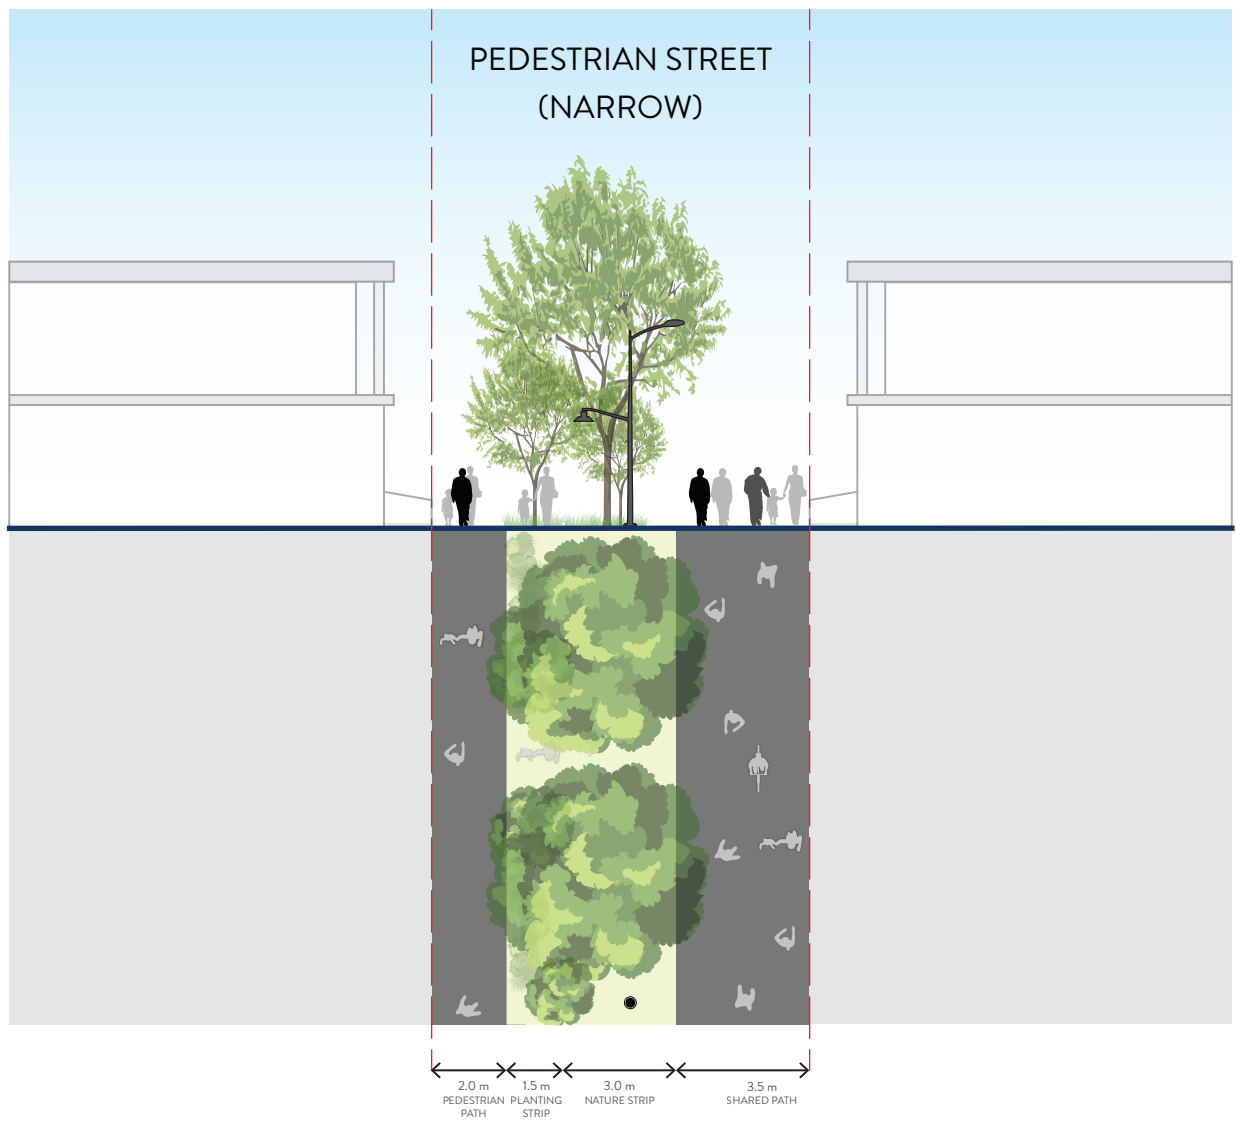 PEDESTRIAN STREET
(NARROW)
2.0 m
PEDESTRIAN
PATH
1.5 m
PLANTING
STRIP
3.0 m
NATURE STRIP
3.5 m
SHARED PATH